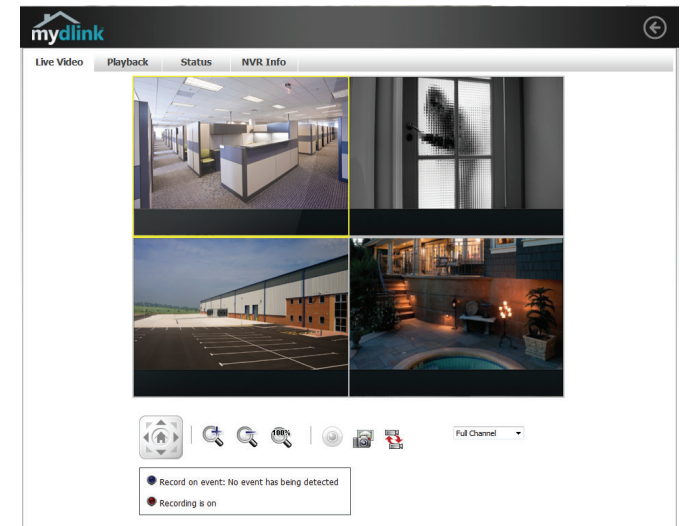 mydlink
Live Video Playback Status NVR Info
100%
Full Channel
Record on event: No event has being detected
Recording is on